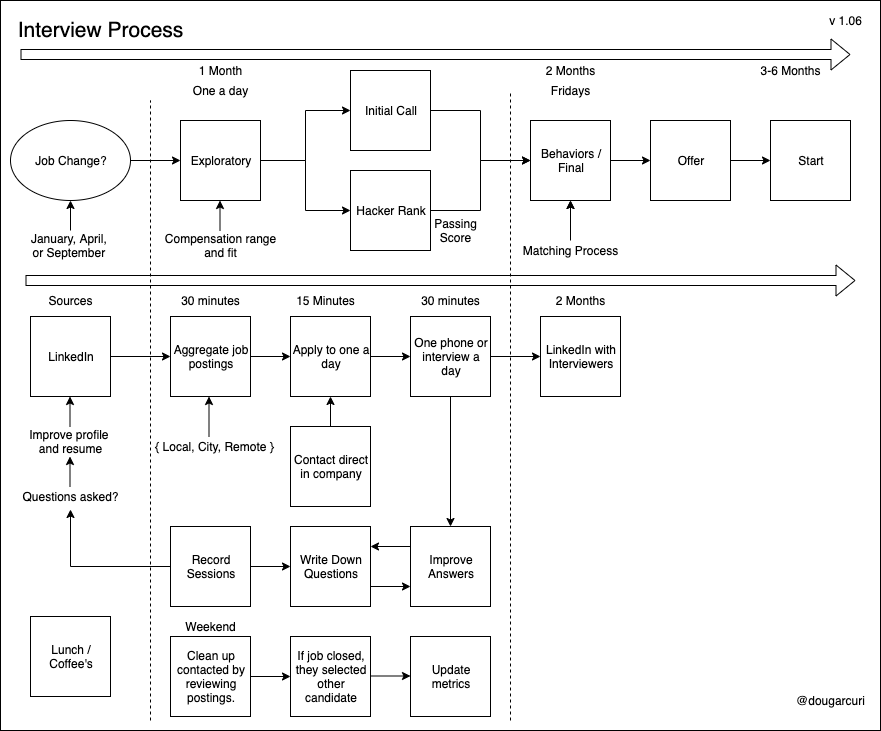 Interview Process
v 1.06
1 Month
2 Months
3-6 Months
One a day
Fridays
Job Change?
Exploratory
Initial Call
Hacker Rank
Passing
Score
Behaviors /
Final
Offer
Start
January, April,
or September
Compensation range
and fit
Matching Process
Sources
30 minutes
15 Minutes
30 minutes
2 Months
LinkedIn
Aggregate job
postings
Apply to one a
day
One phone or
interview a
day
LinkedIn with
Interviewers
Improve profile
and resume
{ Local, City, Remote }
Contact direct
in company
Questions asked?
Record
Sessions
Write Down
Questions
Improve
Answers
Weekend
Lunch /
Coffee's
Clean up
contacted by
reviewing
postings.
If job closed,
they selected
other
candidate
Update
metrics
@dougarcuri